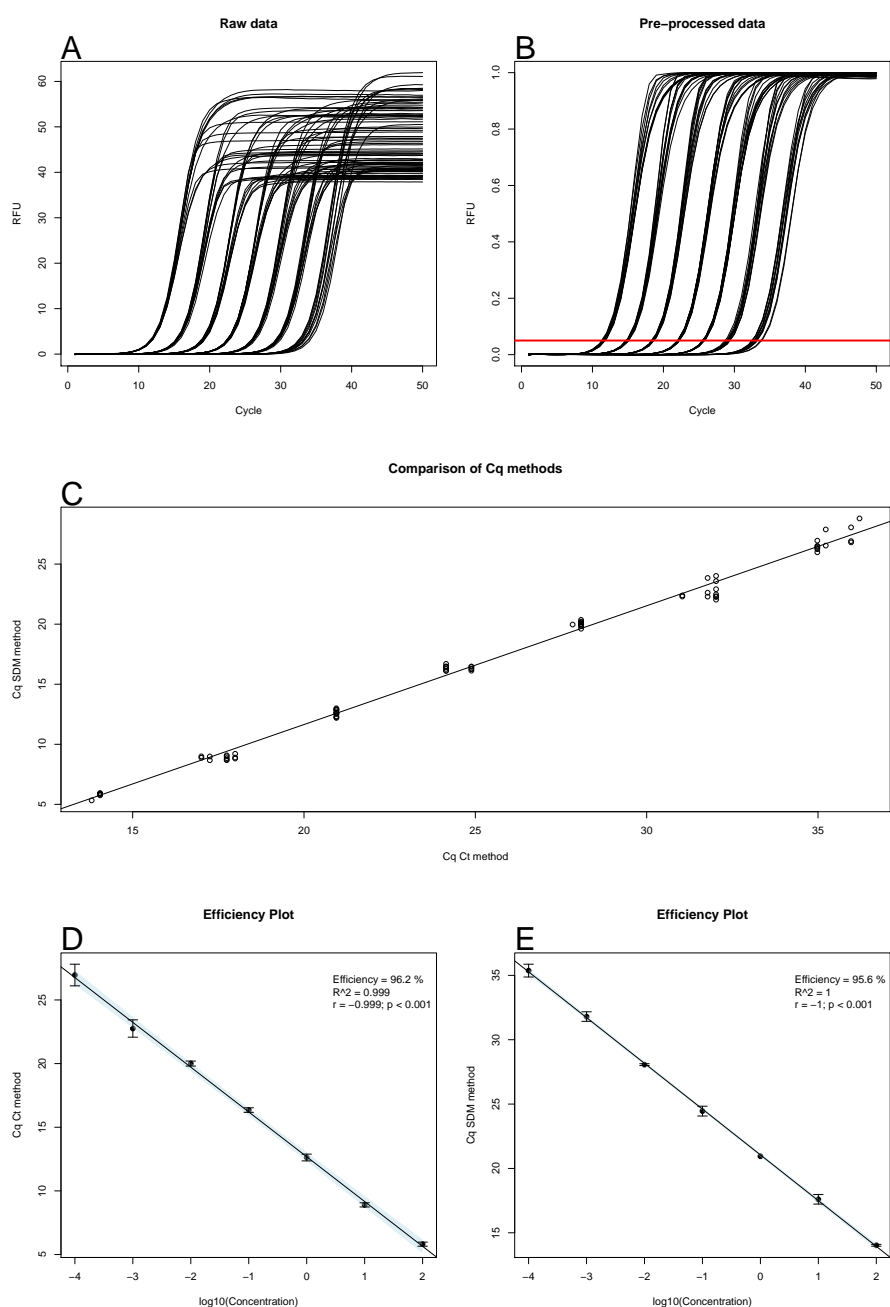 Raw data
A
60
50
40
30
20
10
0
RFU
0 10 20 30 40 50
Cycle
Pre−processed data
B
1.0
0.8
0.6
0.4
0.2
0.0
RFU
0 10 20 30 40 50
Cycle
Comparison of Cq methods
C
25
20
15
10
5
Cq SDM method
15 20 25 30 35
Cq Ct method
Efficiency Plot
D
Efficiency = 96.2 %
R^2 = 0.999
r = −0.999; p < 0.001
25
20
15
10
5
Cq Ct method
−4 −3 −2 −1 0 1 2
log10(Concentration)
Efficiency Plot
E
Efficiency = 95.6 %
R^2 = 1
r = −1; p < 0.001
35
30
25
20
15
Cq SDM method
−4 −3 −2 −1 0 1 2
log10(Concentration)